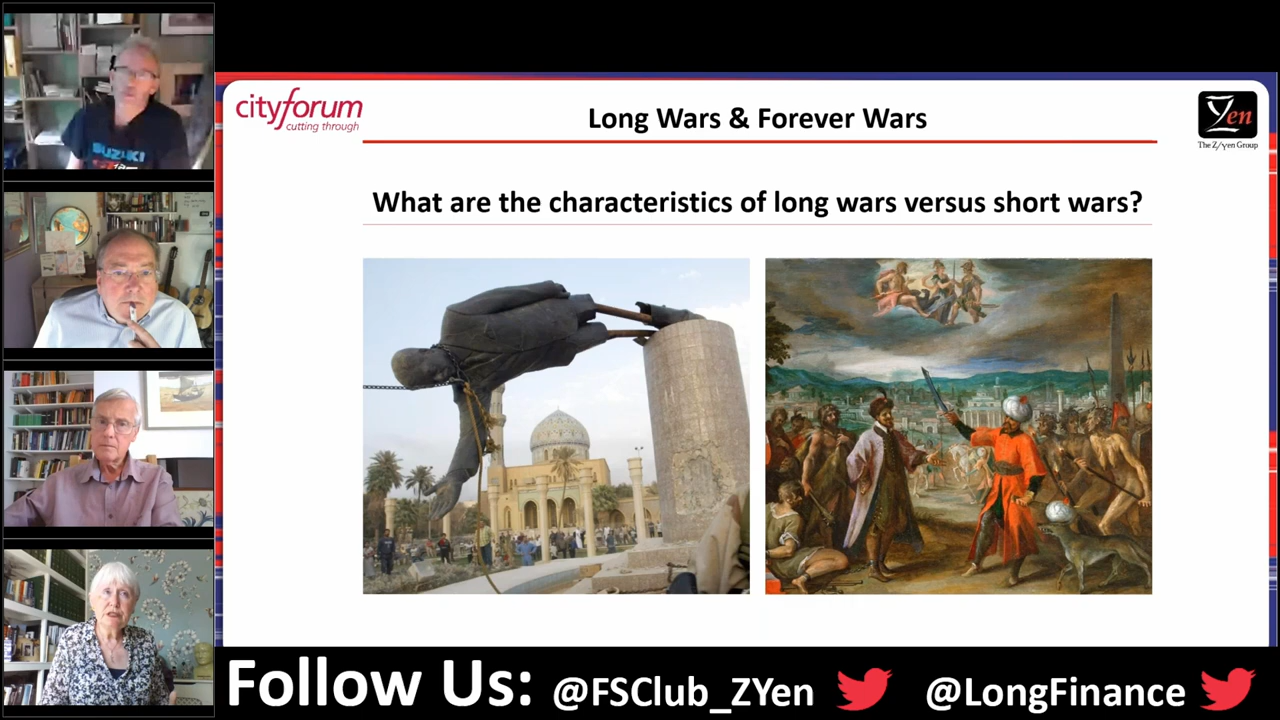 cityforum
cutting through
Long Wars & Forever Wars
Z/Yen
The Z/Yen Group
What are the characteristics of long wars versus short wars?
SUZUKI
Follow Us: @FSClub_ZYen @LongFinance